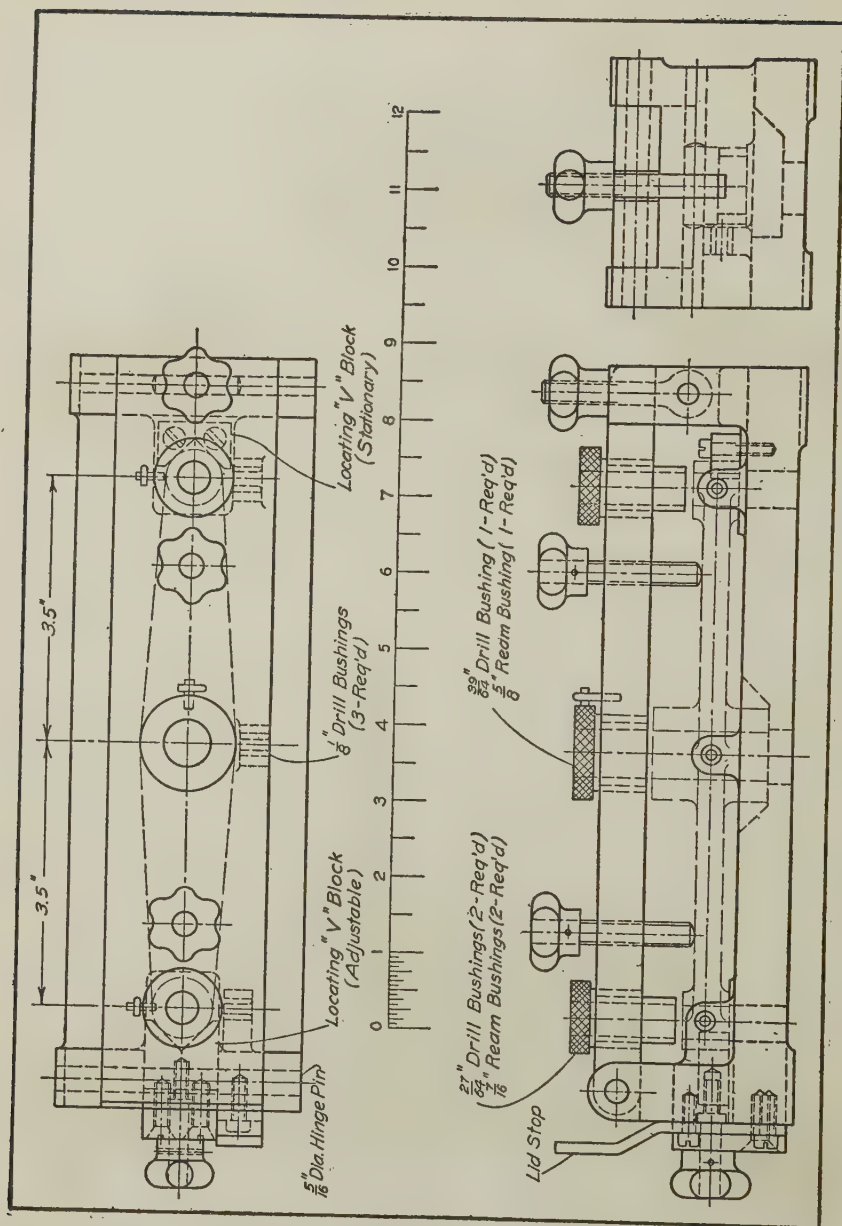 3.5"
3.5"
Locating "V" Block
(Stationary)
1/8" Drill Bushings
(3-Req'd)
Locating "V" Block
(Adjustable)
5/16" Dia. Hinge Pin
0 1 2 3 4 5 6 7 8 9 10 11 12
39/64" Drill Bushing (1-Req'd)
5/8" Ream Bushing (1-Req'd)
27/64" Drill Bushings (2-Req'd)
7/16" Ream Bushings (2-Req'd)
Lid Stop